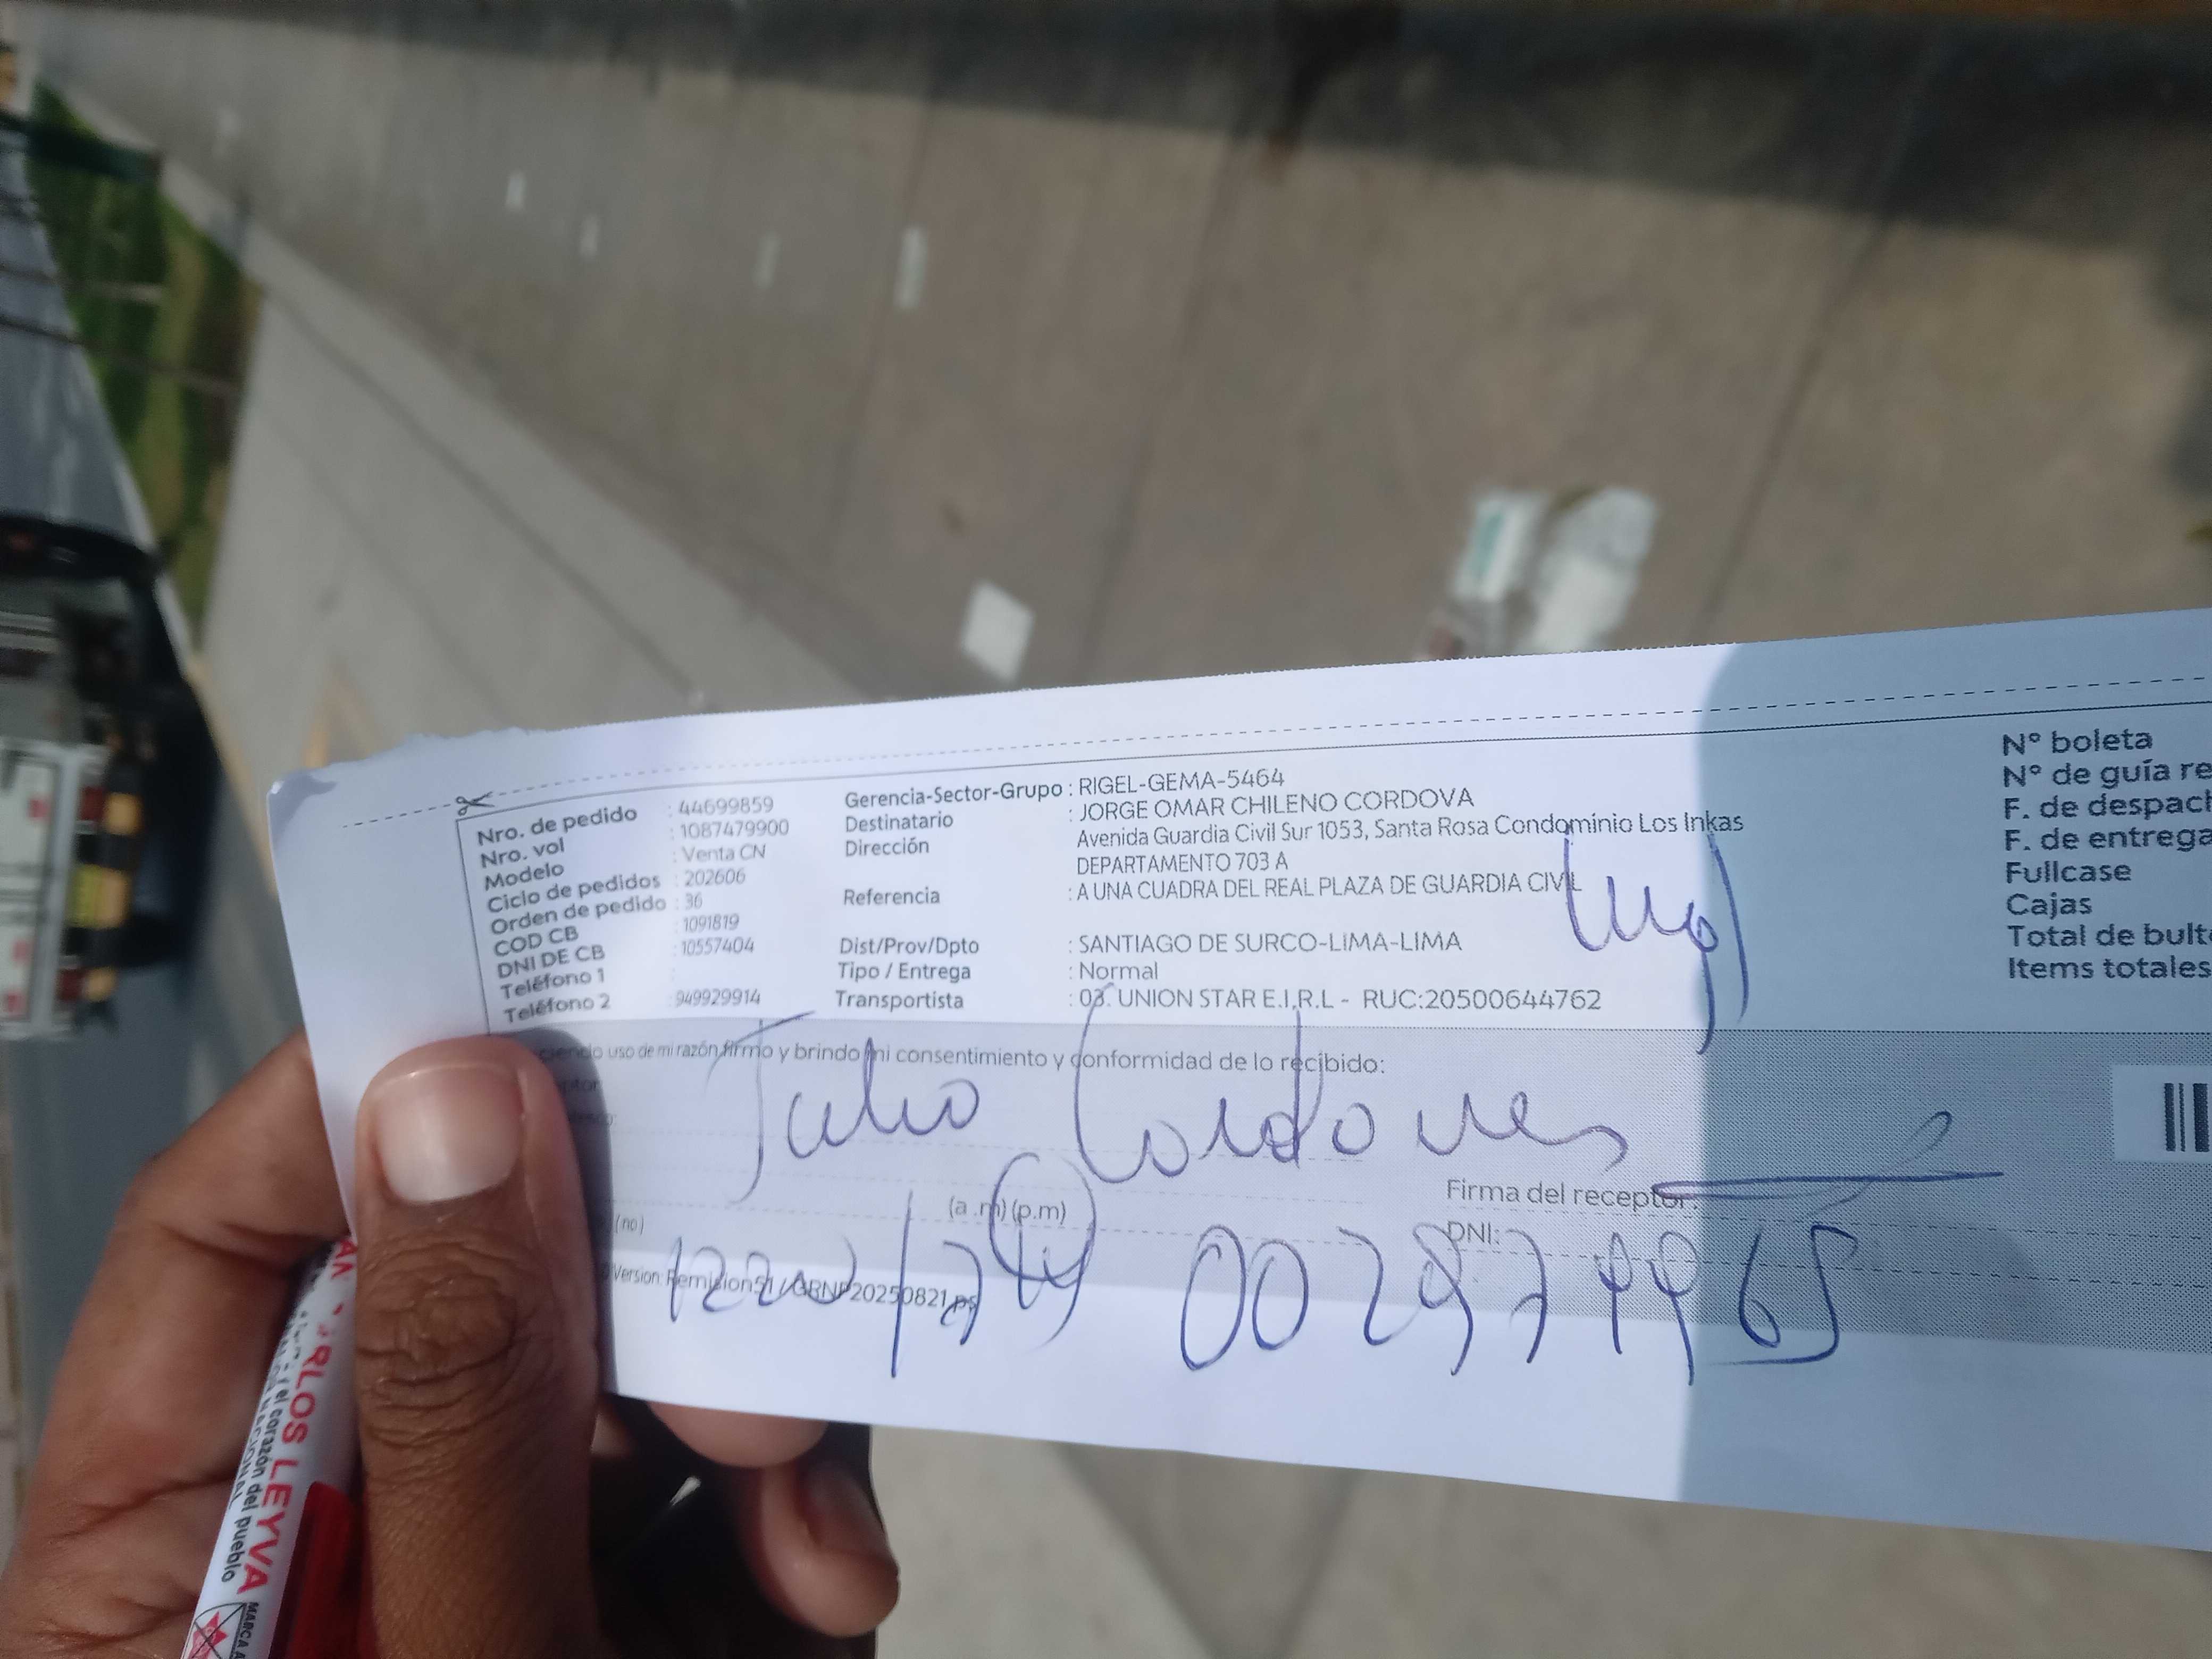 Nro. de pedido : 44699859
Nro. vol : 1087479900
Modelo : Venta CN
Ciclo de pedidos : 202606
Orden de pedido : 36
COD CB : 1091819
DNI DE CB : 10557404
Teléfono 1 :
Teléfono 2 : 949929914
Gerencia-Sector-Grupo : RIGEL-GEMA-5464
Destinatario : JORGE OMAR CHILENO CORDOVA
Dirección Avenida Guardia Civil Sur 1053, Santa Rosa Condominio Los Inkas
DEPARTAMENTO 703 A
Referencia : A UNA CUADRA DEL REAL PLAZA DE GUARDIA CIVIL
Dist/Prov/Dpto : SANTIAGO DE SURCO-LIMA-LIMA
Tipo / Entrega : Normal
Transportista : 03. UNION STAR E.I.R.L - RUC:20500644762
N° boleta
N° de guía re
F. de despach
F. de entrega
Fullcase
Cajas
Total de bult
Items totales
uso de mi razón firmo y brindo mi consentimiento y conformidad de lo recibido:
Julio Cordones
(a .m) (p.m)
Firma del receptor:
(no)
DNI:
Version: Remision51 / GRNP20250821.ps
RLOS LEYVA
el corazón del pueblo
MARCA A